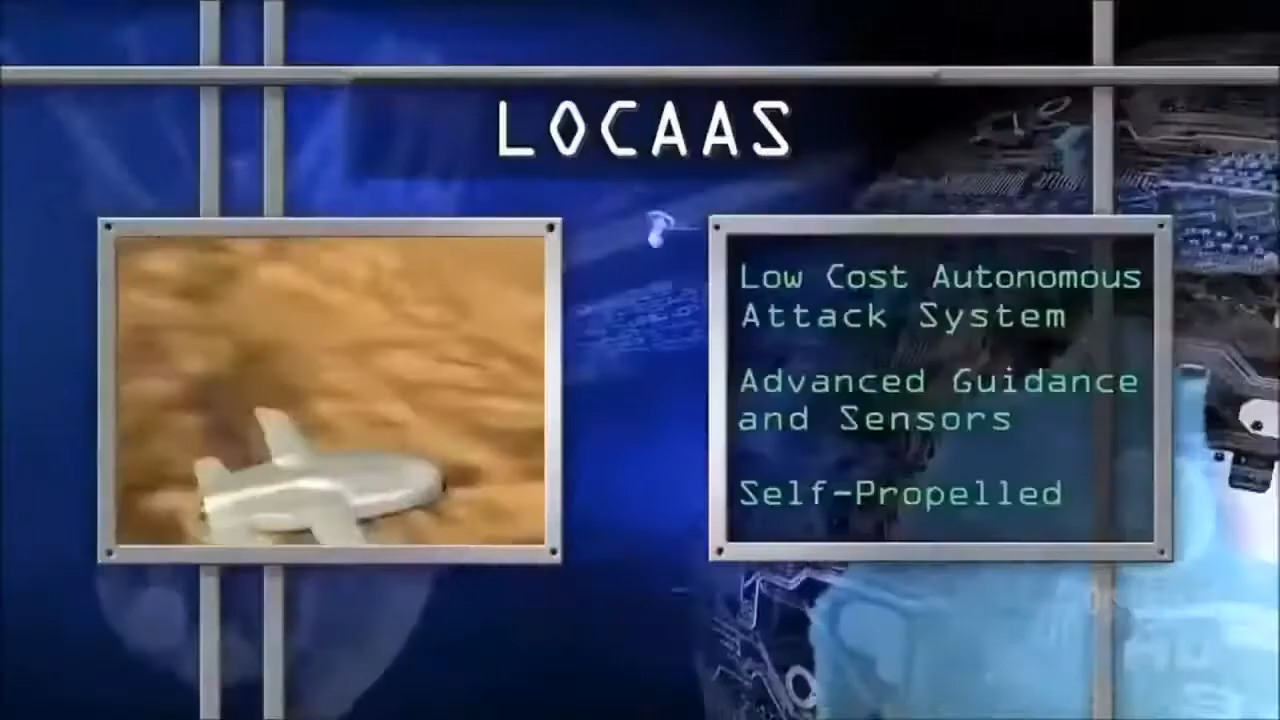 LOCAAS
Low Cost Autonomous
Attack System
Advanced Guidance
and Sensors
Self-Propelled